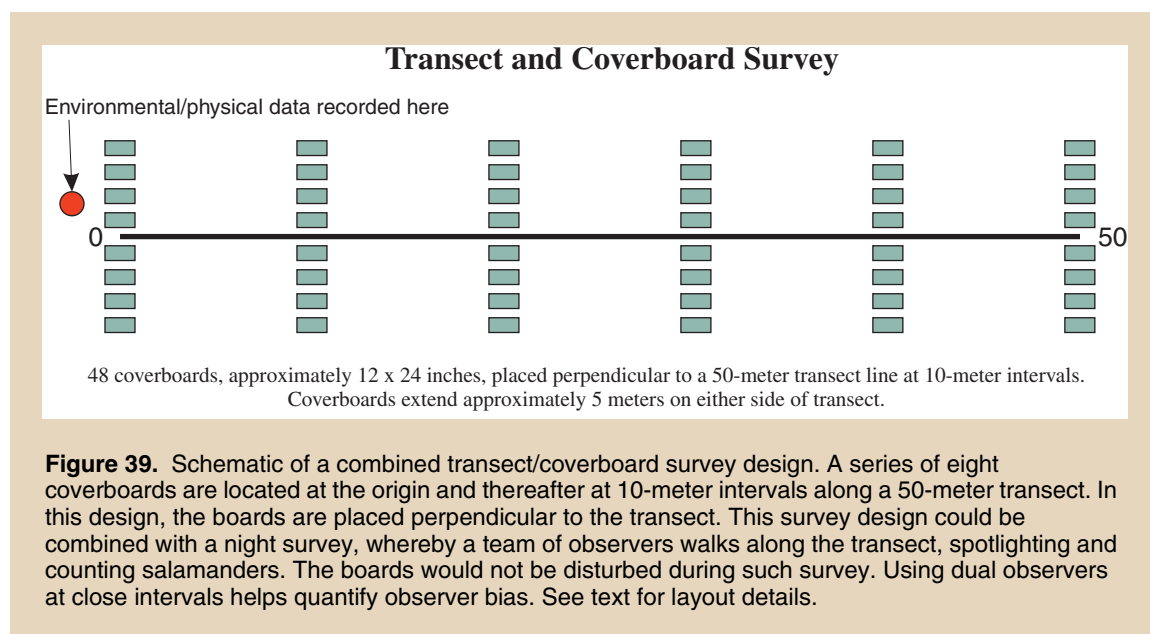 Transect and Coverboard Survey
Environmental/physical data recorded here
0
50
48 coverboards, approximately 12 x 24 inches, placed perpendicular to a 50-meter transect line at 10-meter intervals.
Coverboards extend approximately 5 meters on either side of transect.
Figure 39. Schematic of a combined transect/coverboard survey design. A series of eight
coverboards are located at the origin and thereafter at 10-meter intervals along a 50-meter transect. In
this design, the boards are placed perpendicular to the transect. This survey design could be
combined with a night survey, whereby a team of observers walks along the transect, spotlighting and
counting salamanders. The boards would not be disturbed during such survey. Using dual observers
at close intervals helps quantify observer bias. See text for layout details.